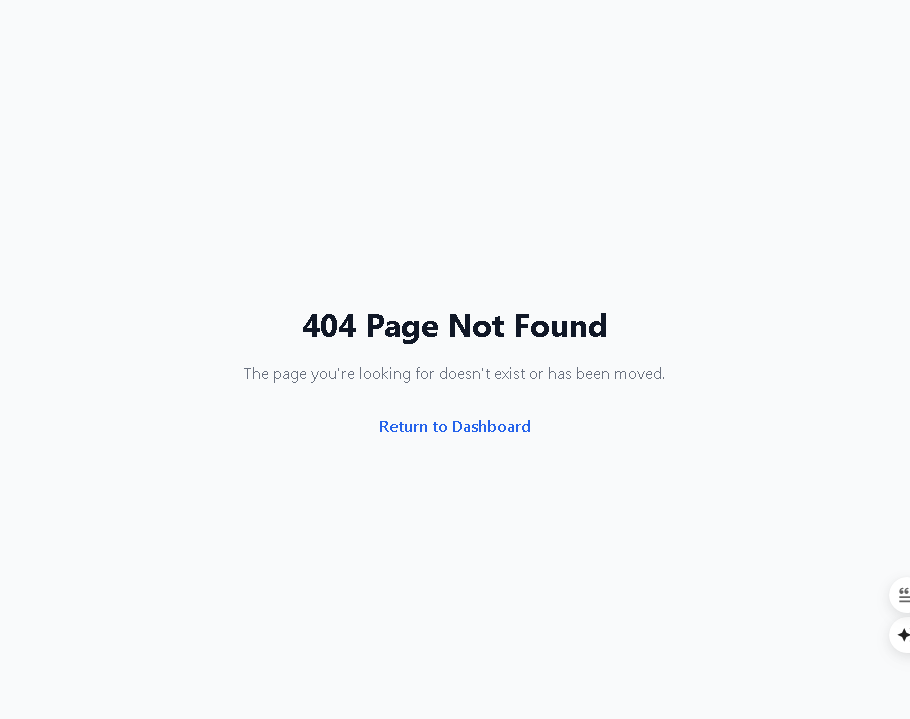 404 Page Not Found
The page you're looking for doesn't exist or has been moved.
Return to Dashboard